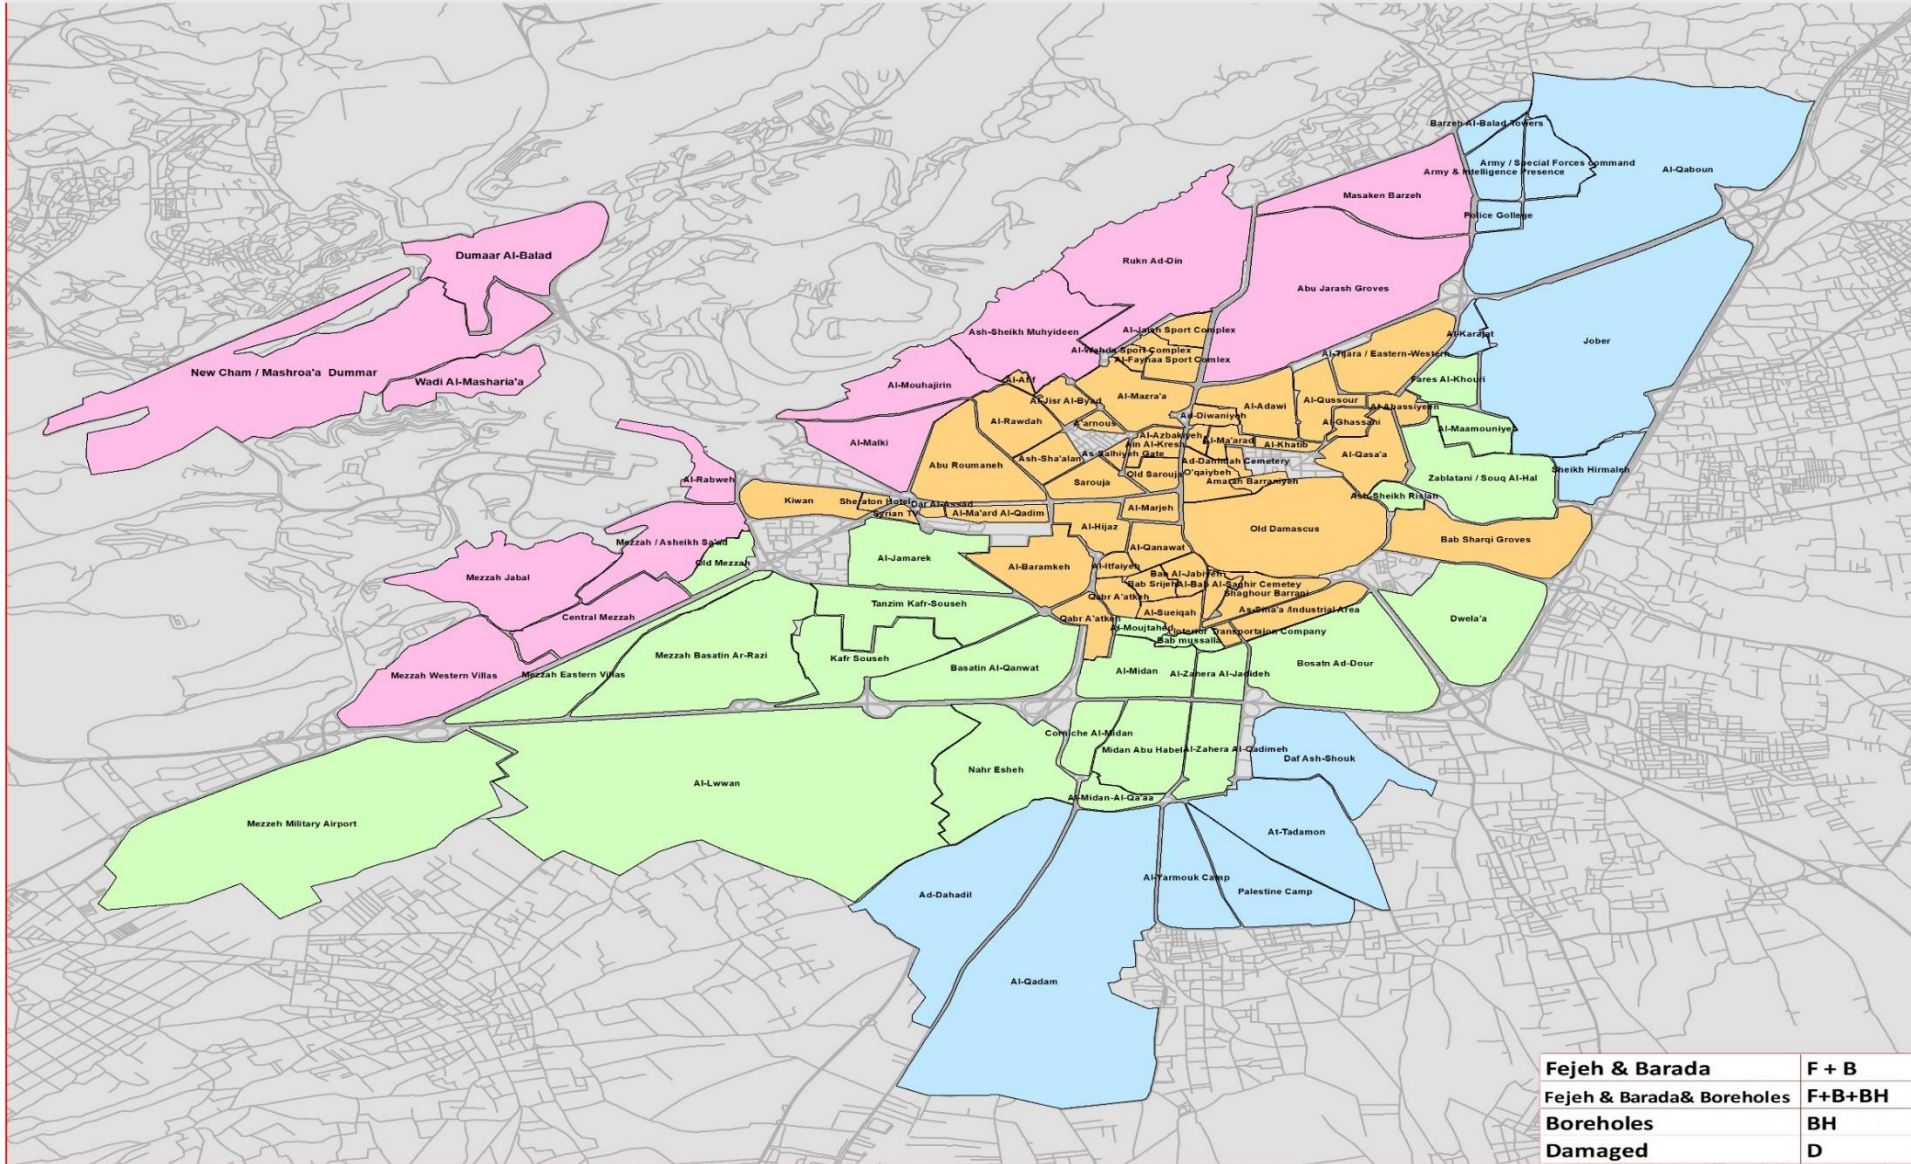 Barzeh Al-Balad Towers
Army / Special Forces command
Army & Intelligence Presence
Al-Qaboun
Masaken Barzeh
Police Gollege
Dumaar Al-Balad
Rukn Ad-Din
Abu Jarash Groves
Ash-Sheikh Muhyideen
Al-Jaish Sport Complex
Al-Karajat
Jober
Al-Wahda Sport Complex
Al-Fayhaa Sport Comlex
Al-Tijara / Eastern-Western
New Cham / Mashroa'a Dummar
Wadi Al-Masharia'a
Al-Mouhajirin
Al-Afif
Fares Al-Khouri
Al-Jisr Al-Byad
Al-Mazra'a
Al-Adawi
Al-Qussour
Al-Abassiyeen
Ad-Diwaniyeh
Al-Rawdah
A'arnous
Al-Ghassani
Al-Maamouniyeh
Al-Malki
Al-Azbakiyeh
Ain Al-Kresh
Al-Ma'arad
Al-Khatib
As-Salhiyeh Gate
Al-Qasa'a
Ash-Sha'alan
Abu Roumaneh
Ad-Dahdah Cemetery
Sheikh Hirmaleh
Old Sarouja
O'qaiybeh
Zablatani / Souq Al-Hal
Al-Rabweh
Sarouja
Amarah Barraniyeh
Kiwan
Sheraton Hotel
Dar Al-Assad
Ash-Sheikh Rislan
Syrian TV
Al-Ma'ard Al-Qadim
Al-Marjeh
Al-Hijaz
Old Damascus
Bab Sharqi Groves
Mezzah / Asheikh Sa'ad
Old Mezzah
Al-Jamarek
Al-Qanawat
Mezzah Jabal
Al-Baramkeh
Al-Itfaiyeh
Bab Al-Jabiyeh
Bab Srijeh
Al-Bab Al-Saghir Cemetey
Shaghour Barrani
Qabr A'atkeh
Tanzim Kafr-Souseh
As-Sina'a /Industrial Area
Al-Sueiqah
Central Mezzah
Qabr A'atkeh
Dwela'a
Al-Moujtahed
Interior Transportaion Company
Bab mussalla
Mezzah Basatin Ar-Razi
Kafr Souseh
Basatin Al-Qanwat
Bosatn Ad-Dour
Mezzah Western Villas
Mezzah Eastern Villas
Al-Midan
Al-Zahera Al-Jadideh
Corniche Al-Midan
Midan Abu Habel
Al-Zahera Al-Qadimeh
Daf Ash-Shouk
Nahr Esheh
Al-Lwwan
Al-Midan-Al-Qa'aa
Mezzeh Military Airport
At-Tadamon
Al-Yarmouk Camp
Palestine Camp
Ad-Dahadil
Al-Qadam
Fejeh & Barada F + B
Fejeh & Barada& Boreholes F+B+BH
Boreholes BH
Damaged D